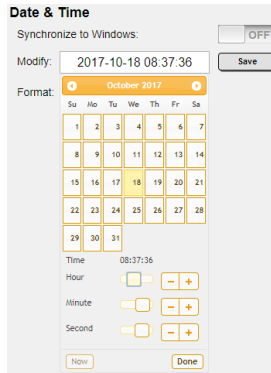 Date & Time
Synchronize to Windows: OFF
Modify: 2017-10-18 08:37:36 Save
Format:
October 2017
Su Mo Tu We Th Fr Sa
1 2 3 4 5 6 7
8 9 10 11 12 13 14
15 16 17 18 19 20 21
22 23 24 25 26 27 28
29 30 31
Time 08:37:36
Hour - +
Minute - +
Second - +
Now Done